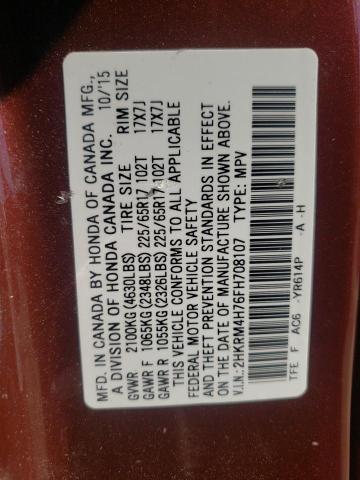 MFD. IN CANADA BY HONDA OF CANADA MFG.,
A DIVISION OF HONDA CANADA INC. 10/'15
GVWR 2100KG (4630LBS) TIRE SIZE RIM SIZE
GAWR F 1065KG (2348LBS) 225/65R17 102T 17X7J
GAWR R 1055KG (2326LBS) 225/65R17 102T 17X7J
THIS VEHICLE CONFORMS TO ALL APPLICABLE
FEDERAL MOTOR VEHICLE SAFETY
AND THEFT PREVENTION STANDARDS IN EFFECT
ON THE DATE OF MANUFACTURE SHOWN ABOVE.
V.I.N.: 2HKRM4H76FH708107 TYPE: MPV
TFE F AC6 -YR614P -A -H